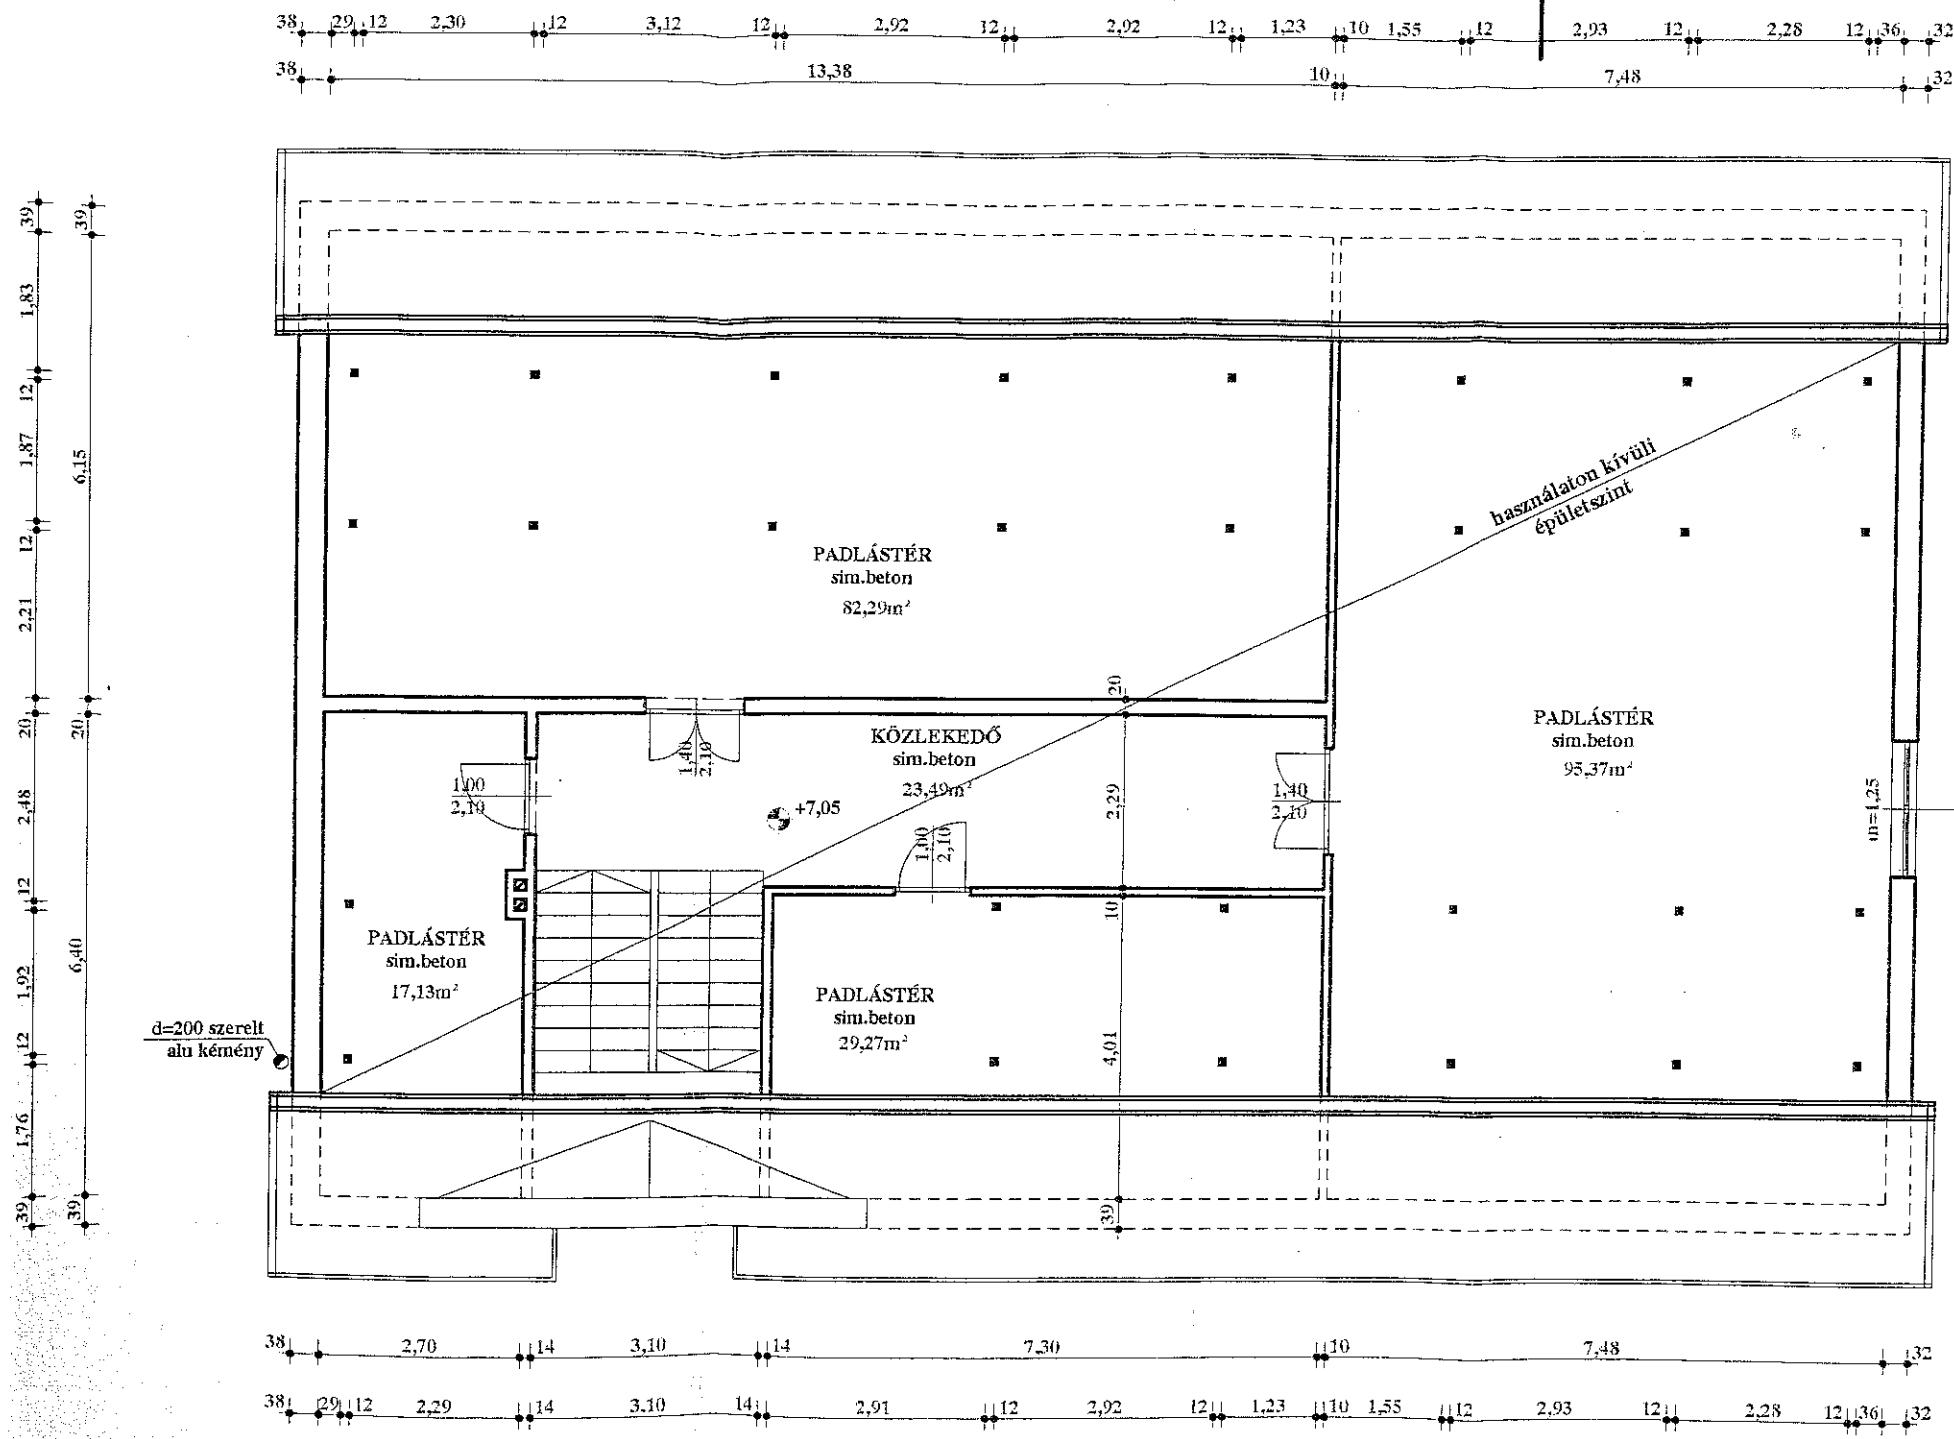 38 29 12 2,30 12 3,12 12 2,92 12 2,92 12 1,23 10 1,55 12 2,93 12 2,28 12 36 32
38 13,38 10 7,48 32
39 1,83 12 1,87 12 2,21 20 2,48 12 1,92 12 1,76 39
39 6,15 20 6,40 39
használaton kívüli
épületszint
PADLÁSTÉR
sim.beton
82,29m²
20
KÖZLEKEDŐ
sim.beton
23,49m²
PADLÁSTÉR
sim.beton
95,37m²
1,40
2,10
1,00
2,10
+7,05
1,00
2,10
2,29
1,40
2,10
m=1,25
10
PADLÁSTÉR
sim.beton
17,13m²
PADLÁSTÉR
sim.beton
29,27m²
4,01
d=200 szerelt
alu kémény
39
38 2,70 14 3,10 14 7,30 10 7,48 32
38 29 12 2,29 14 3,10 14 2,91 12 2,92 12 1,23 10 1,55 12 2,93 12 2,28 12 36 32